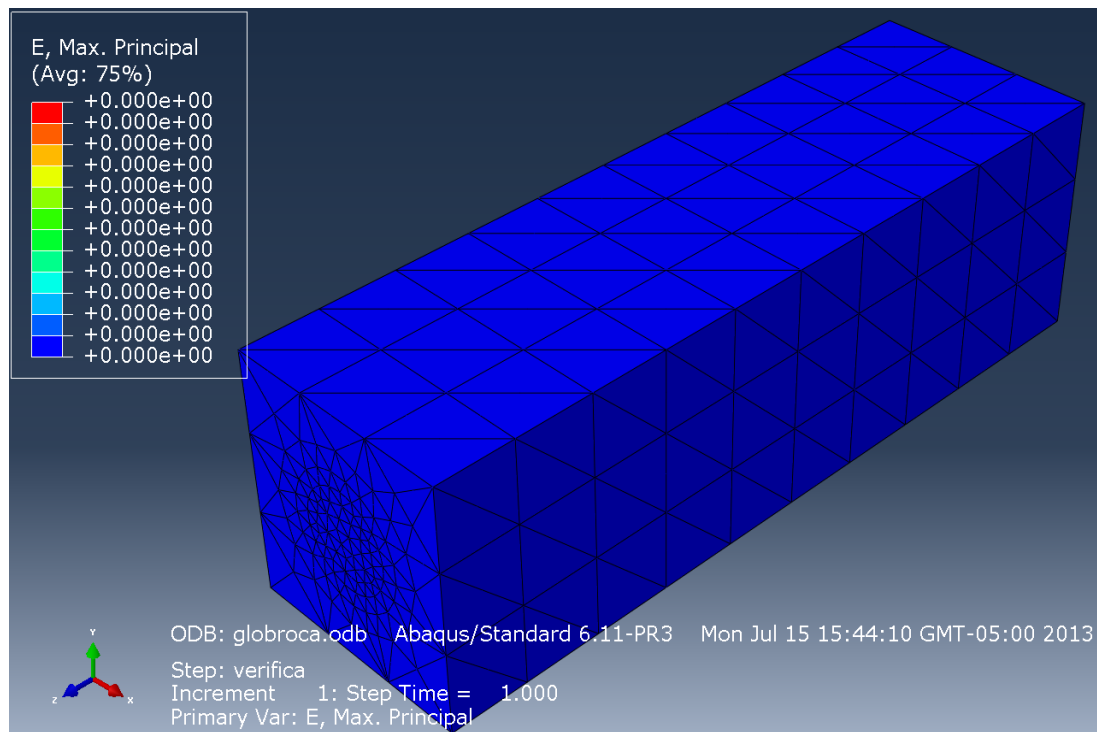 E, Max. Principal
(Avg: 75%)
+0.000e+00
+0.000e+00
+0.000e+00
+0.000e+00
+0.000e+00
+0.000e+00
+0.000e+00
+0.000e+00
+0.000e+00
+0.000e+00
+0.000e+00
+0.000e+00
+0.000e+00
Y
Z
X
ODB: globroca.odb Abaqus/Standard 6.11-PR3 Mon Jul 15 15:44:10 GMT-05:00 2013
Step: verifica
Increment 1: Step Time = 1.000
Primary Var: E, Max. Principal